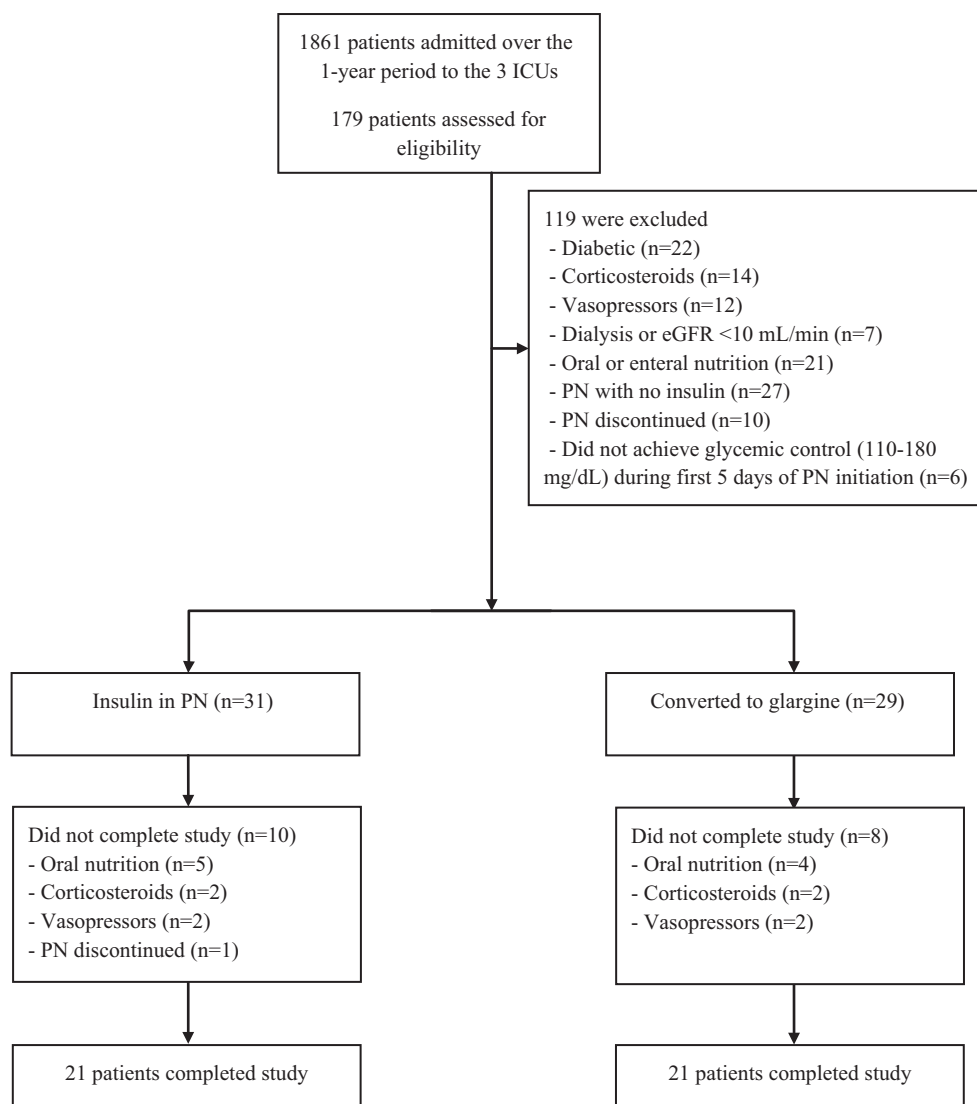 1861 patients admitted over the
1-year period to the 3 ICUs
179 patients assessed for
eligibility
119 were excluded
- Diabetic (n=22)
- Corticosteroids (n=14)
- Vasopressors (n=12)
- Dialysis or eGFR <10 mL/min (n=7)
- Oral or enteral nutrition (n=21)
- PN with no insulin (n=27)
- PN discontinued (n=10)
- Did not achieve glycemic control (110-180
mg/dL) during first 5 days of PN initiation (n=6)
Insulin in PN (n=31)
Converted to glargine (n=29)
Did not complete study (n=10)
- Oral nutrition (n=5)
- Corticosteroids (n=2)
- Vasopressors (n=2)
- PN discontinued (n=1)
Did not complete study (n=8)
- Oral nutrition (n=4)
- Corticosteroids (n=2)
- Vasopressors (n=2)
21 patients completed study
21 patients completed study